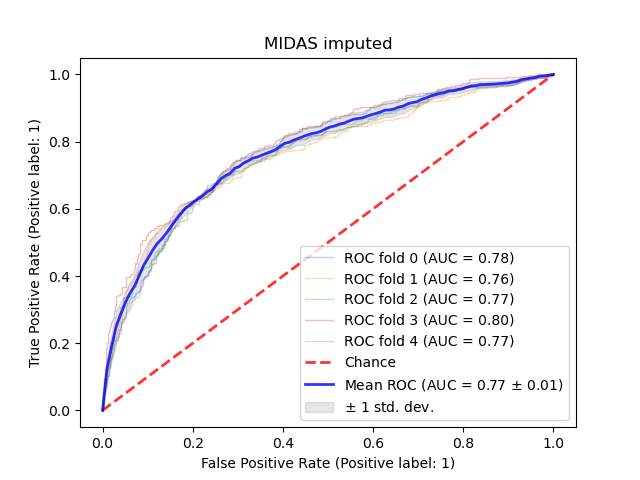 MIDAS imputed
True Positive Rate (Positive label: 1)
1.0
0.8
0.6
0.4
0.2
0.0
ROC fold 0 (AUC = 0.78)
ROC fold 1 (AUC = 0.76)
ROC fold 2 (AUC = 0.77)
ROC fold 3 (AUC = 0.80)
ROC fold 4 (AUC = 0.77)
Chance
Mean ROC (AUC = 0.77 ± 0.01)
± 1 std. dev.
0.0 0.2 0.4 0.6 0.8 1.0
False Positive Rate (Positive label: 1)